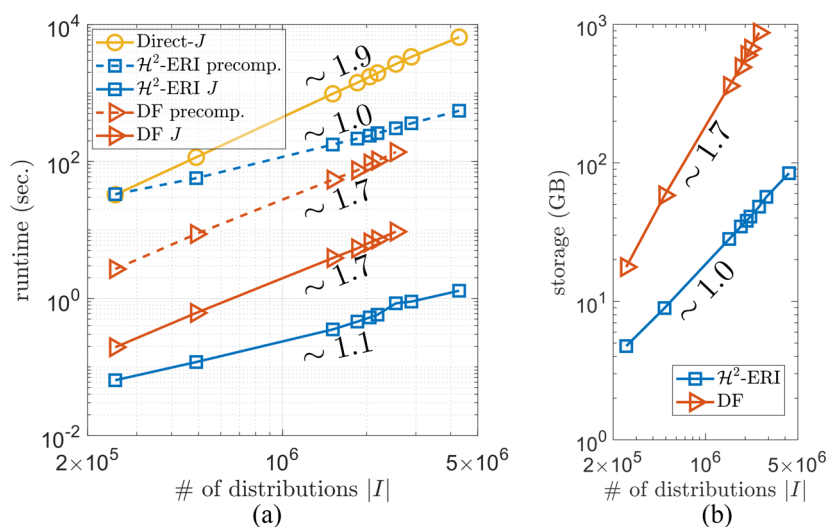 10^4
10^2
10^0
10^-2
runtime (sec.)
Direct-J
ℋ²-ERI precomp.
ℋ²-ERI J
DF precomp.
DF J
∼ 1.9
∼ 1.0
∼ 1.7
∼ 1.7
∼ 1.1
2×10^5
10^6
5×10^6
# of distributions |I|
(a)
10^3
10^2
10^1
10^0
storage (GB)
∼ 1.7
∼ 1.0
ℋ²-ERI
DF
2×10^5
10^6
5×10^6
# of distributions |I|
(b)